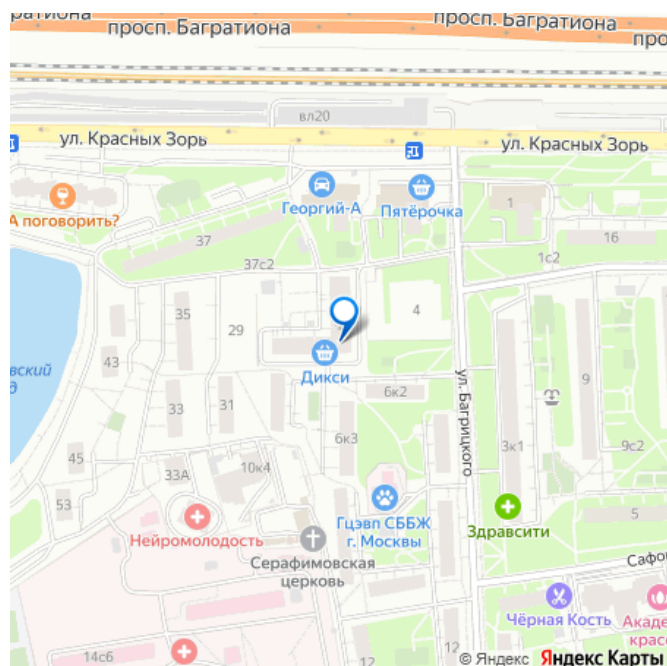 просп. Багратиона
просп. Багратиона
вл20
ул. Красных Зорь
ул. Красных Зорь
А поговорить?
Георгий-А
Пятёрочка
1
16
37
37с2
1с2
35
29
4
43
Дикси
9
33
31
6к2
ул. Багрицкого
6к3
3к1
9с2
45
33А
10к4
53
Нейромолодость
Гцэвп СББЖ
г. Москвы
Здравсити
5
Серафимовская
церковь
Чёрная Кость
12
12
14с6
© Яндекс Яндекс Карты